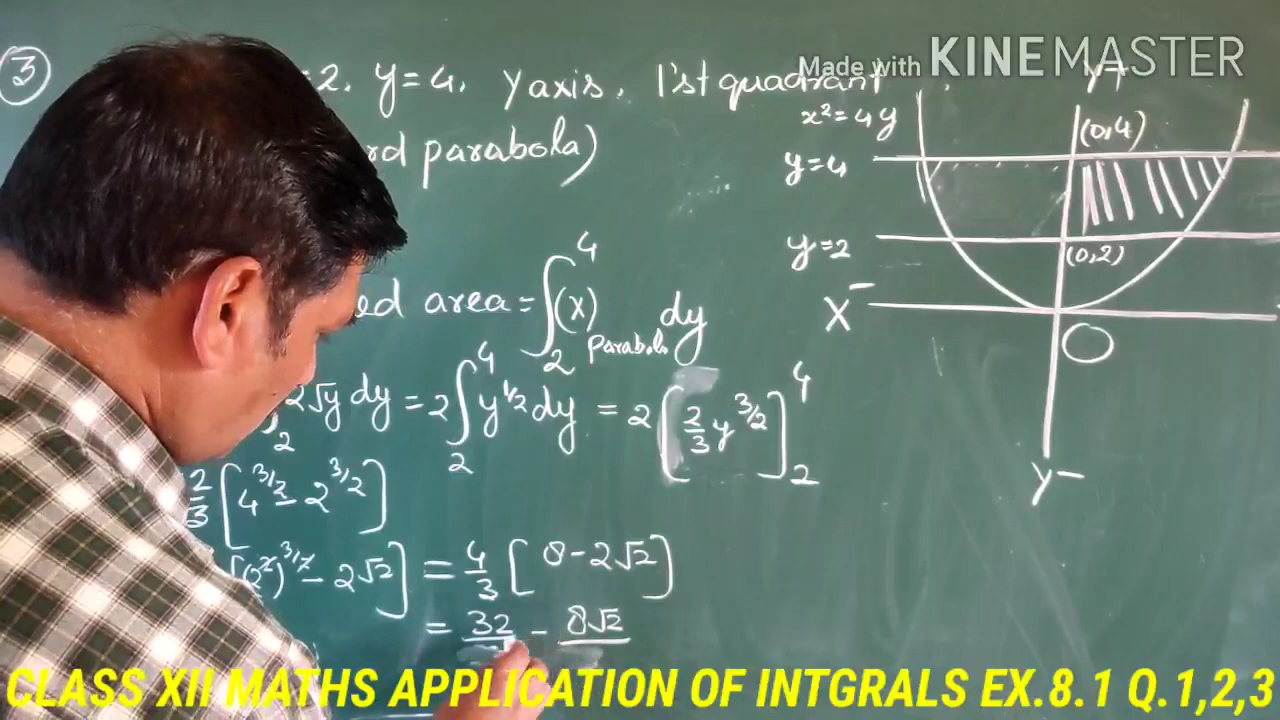 Made with KINEMASTER
③ =2, y=4, y axis, I'st quadrant
rd parabola)
ed area = ∫₂⁴ (x) parabola dy
2√y dy = 2 ∫₂⁴ y^1/2 dy = 2 [2/3 y^3/2]₂⁴
2/3 [4^3/2 - 2^3/2]
(2²)^3/2 - 2√2] = 4/3 [8 - 2√2]
= 32 - 8√2
Y+
x²=4y
(0,4)
y=4
y=2
(0,2)
X⁻
O
Y⁻
CLASS XII MATHS APPLICATION OF INTGRALS EX.8.1 Q.1,2,3